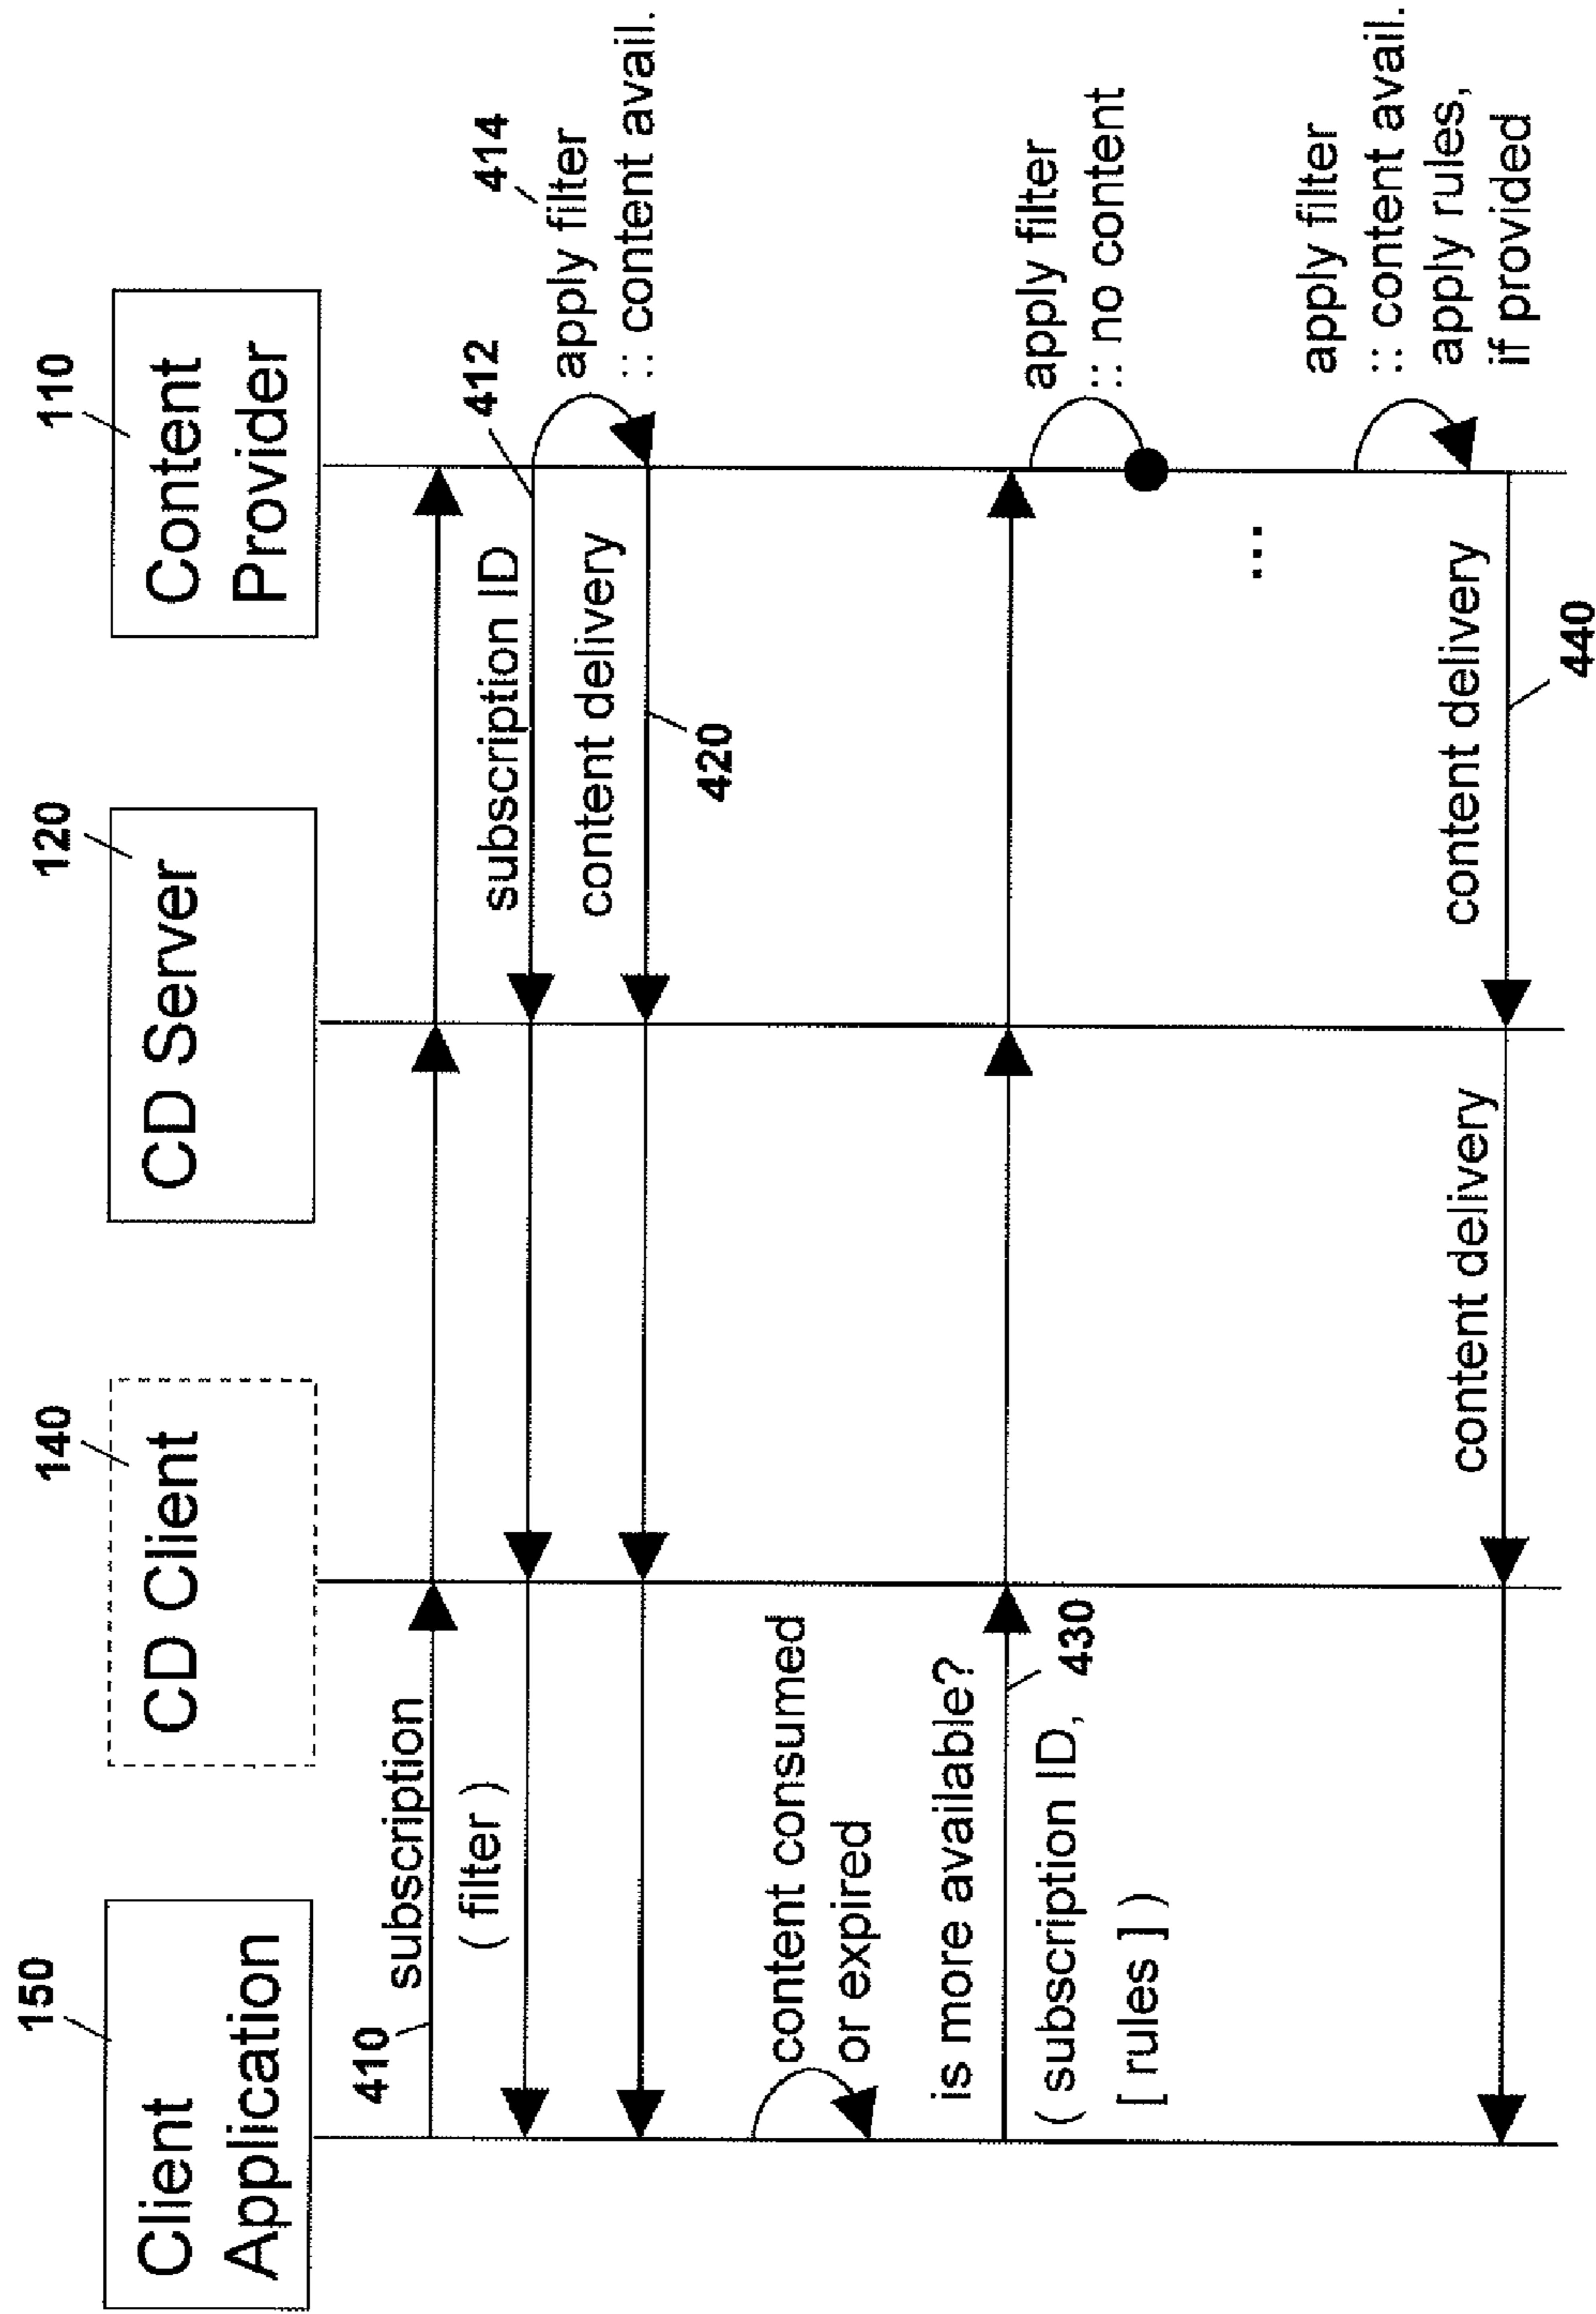 150
Client
Application
140
CD Client
120
CD Server
110
Content
Provider
410
subscription
( filter )
subscription ID
412
414
apply filter
:: content avail.
content delivery
420
content consumed
or expired
is more available?
( subscription ID,
[ rules ] )
430
apply filter
:: no content
...
apply filter
:: content avail.
apply rules,
if provided
content delivery
content delivery
440